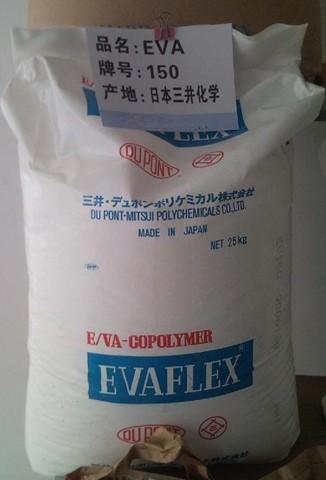 品名:EVA
牌号:150
产地:日本三井化学
EVAFLEX
DU PONT
三井・デュポンポリケミカル株式会社
DU PONT-MITSUI POLYCHEMICALS CO.,LTD.
MADE IN JAPAN
NET 25kg
E/VA-COPOLYMER
EVAFLEX®
DU PONT